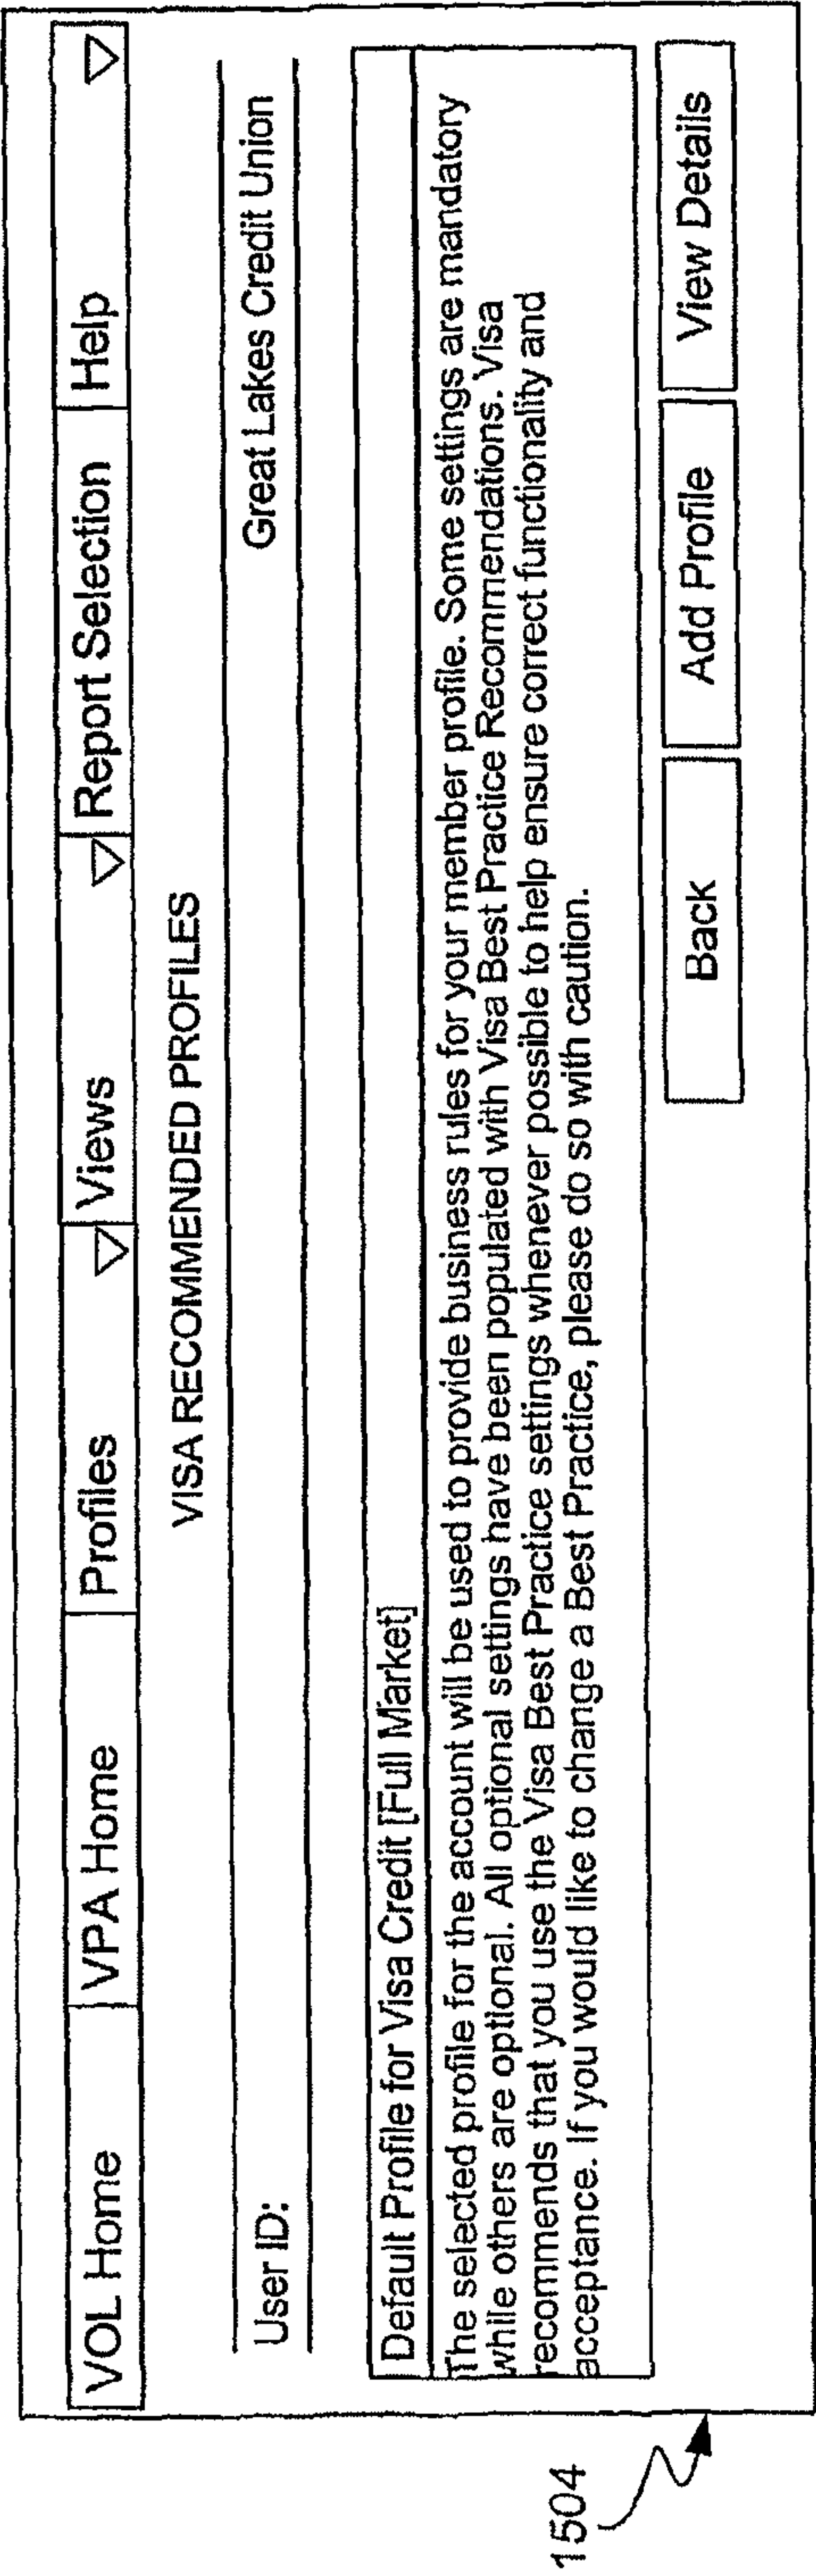 VOL Home VPA Home Profiles Views Report Selection Help
VISA RECOMMENDED PROFILES
User ID: Great Lakes Credit Union
Default Profile for Visa Credit [Full Market]
The selected profile for the account will be used to provide business rules for your member profile. Some settings are mandatory
while others are optional. All optional settings have been populated with Visa Best Practice Recommendations. Visa
recommends that you use the Visa Best Practice settings whenever possible to help ensure correct functionality and
acceptance. If you would like to change a Best Practice, please do so with caution.
Back Add Profile View Details
1504